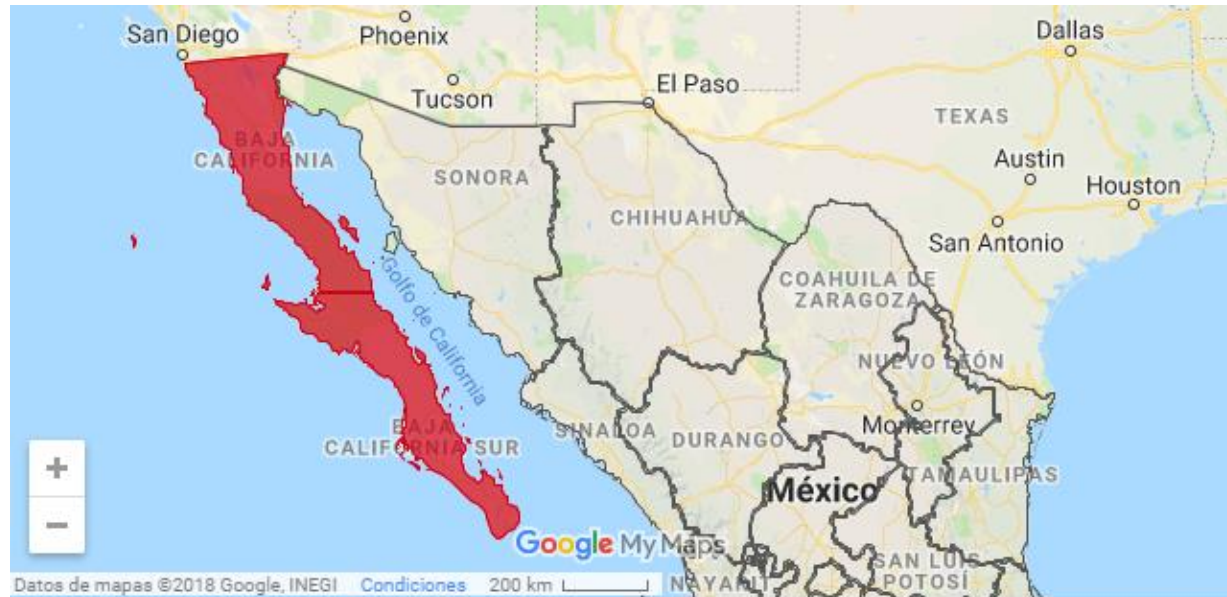 San Diego
Phoenix
Dallas
Tucson
El Paso
TEXAS
BAJA
CALIFORNIA
SONORA
CHIHUAHUA
Austin
Houston
San Antonio
COAHUILA DE
ZARAGOZA
Golfo de California
NUEVO LEÓN
Monterrey
BAJA
CALIFORNIA SUR
SINALOA
DURANGO
TAMAULIPAS
México
+
−
Google My Maps
SAN LUIS
POTOSÍ
NAYARIT
Datos de mapas ©2018 Google, INEGI Condiciones 200 km